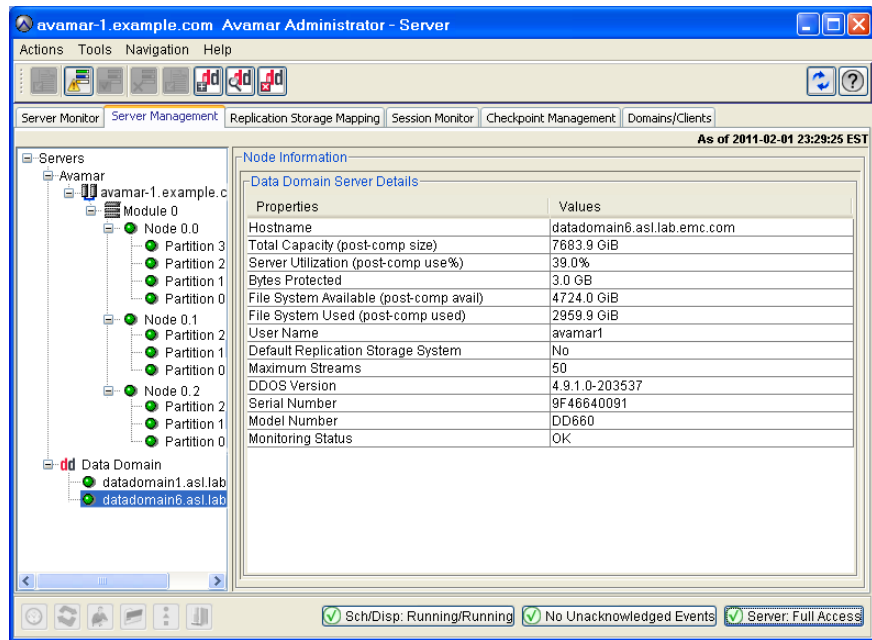 avamar-1.example.com Avamar Administrator - Server
Actions Tools Navigation Help
dd dd dd
Server Monitor Server Management Replication Storage Mapping Session Monitor Checkpoint Management Domains/Clients
As of 2011-02-01 23:29:25 EST
Servers
Avamar
avamar-1.example.c
Module 0
Node 0.0
Partition 3
Partition 2
Partition 1
Partition 0
Node 0.1
Partition 2
Partition 1
Partition 0
Node 0.2
Partition 2
Partition 1
Partition 0
dd Data Domain
datadomain1.asl.lab
datadomain6.asl.lab
Node Information
Data Domain Server Details
Properties Values
Hostname datadomain6.asl.lab.emc.com
Total Capacity (post-comp size) 7683.9 GiB
Server Utilization (post-comp use%) 39.0%
Bytes Protected 3.0 GB
File System Available (post-comp avail) 4724.0 GiB
File System Used (post-comp used) 2959.9 GiB
User Name avamar1
Default Replication Storage System No
Maximum Streams 50
DDOS Version 4.9.1.0-203537
Serial Number 9F46640091
Model Number DD660
Monitoring Status OK
Sch/Disp: Running/Running No Unacknowledged Events Server: Full Access